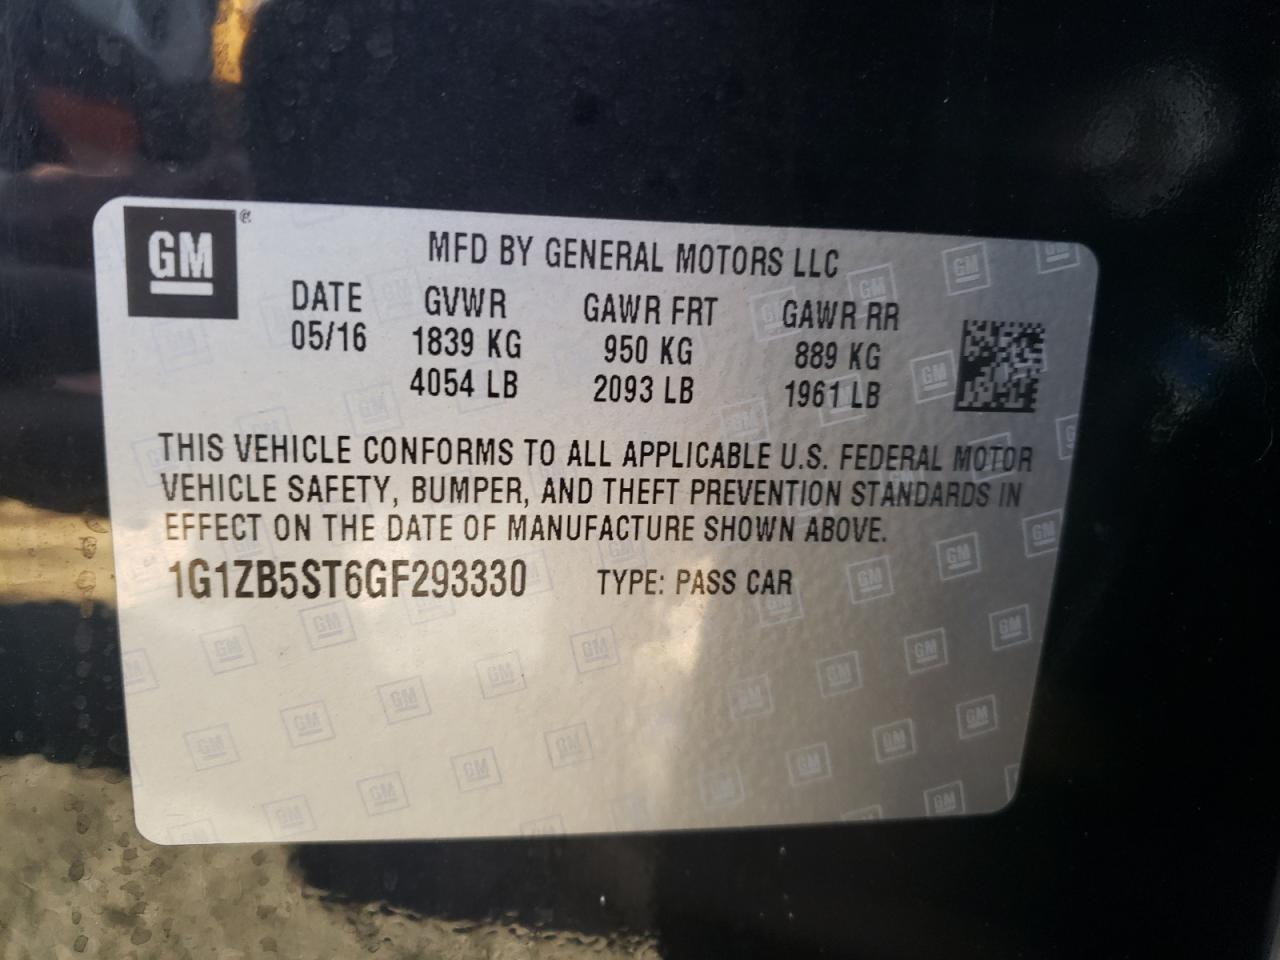 GM ®
MFD BY GENERAL MOTORS LLC
DATE GVWR GAWR FRT GAWR RR
05/16 1839 KG 950 KG 889 KG
4054 LB 2093 LB 1961 LB
THIS VEHICLE CONFORMS TO ALL APPLICABLE U.S. FEDERAL MOTOR
VEHICLE SAFETY, BUMPER, AND THEFT PREVENTION STANDARDS IN
EFFECT ON THE DATE OF MANUFACTURE SHOWN ABOVE.
1G1ZB5ST6GF293330 TYPE: PASS CAR